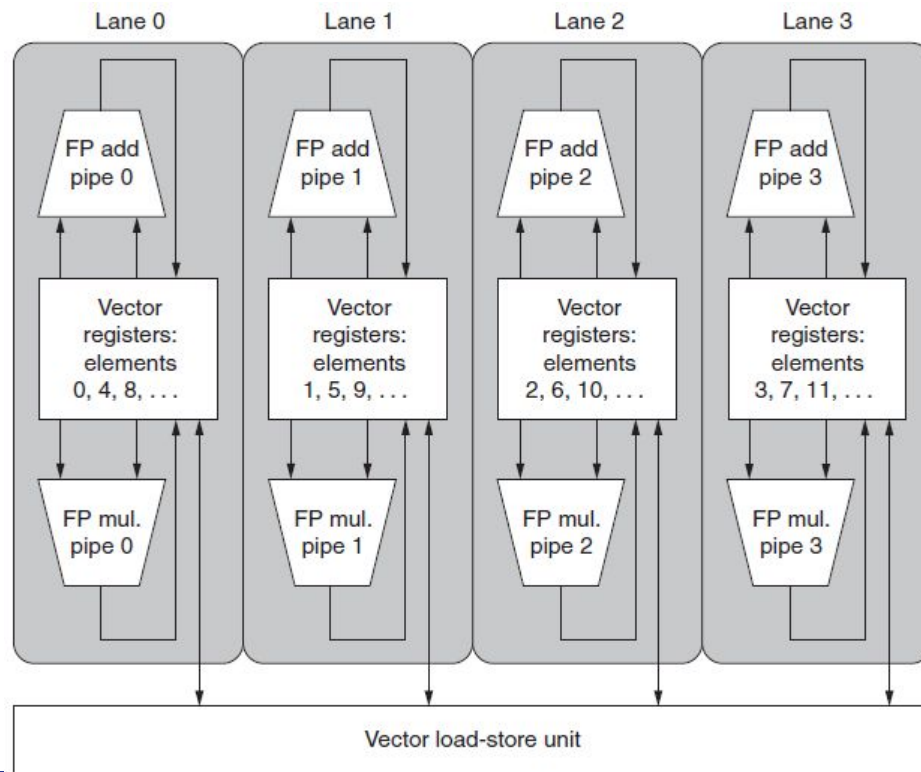 Lane 0
Lane 1
Lane 2
Lane 3
FP add
pipe 0
FP add
pipe 1
FP add
pipe 2
FP add
pipe 3
Vector
registers:
elements
0, 4, 8, . . .
Vector
registers:
elements
1, 5, 9, . . .
Vector
registers:
elements
2, 6, 10, . . .
Vector
registers:
elements
3, 7, 11, . . .
FP mul.
pipe 0
FP mul.
pipe 1
FP mul.
pipe 2
FP mul.
pipe 3
Vector load-store unit